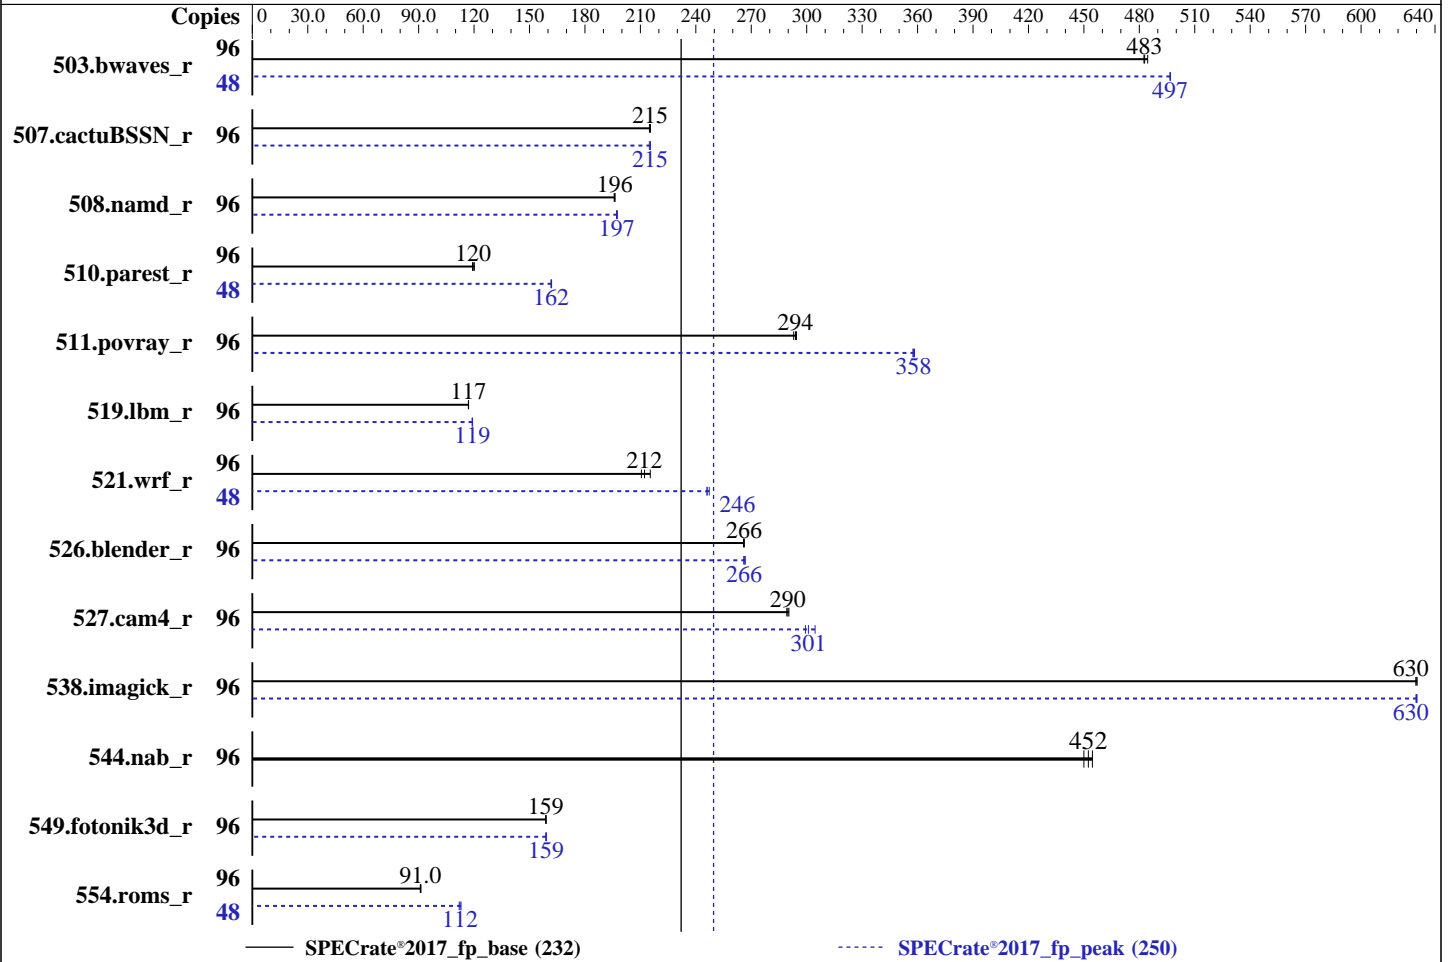 Copies 0 30.0 60.0 90.0 120 150 180 210 240 270 300 330 360 390 420 450 480 510 540 570 600 640
503.bwaves_r 96 483
48 497
507.cactuBSSN_r 96 215
215
508.namd_r 96 196
197
510.parest_r 96 120
48 162
511.povray_r 96 294
358
519.lbm_r 96 117
119
521.wrf_r 96 212
48 246
526.blender_r 96 266
266
527.cam4_r 96 290
301
538.imagick_r 96 630
630
544.nab_r 96 452
549.fotonik3d_r 96 159
159
554.roms_r 96 91.0
48 112
SPECrate®2017_fp_base (232) SPECrate®2017_fp_peak (250)